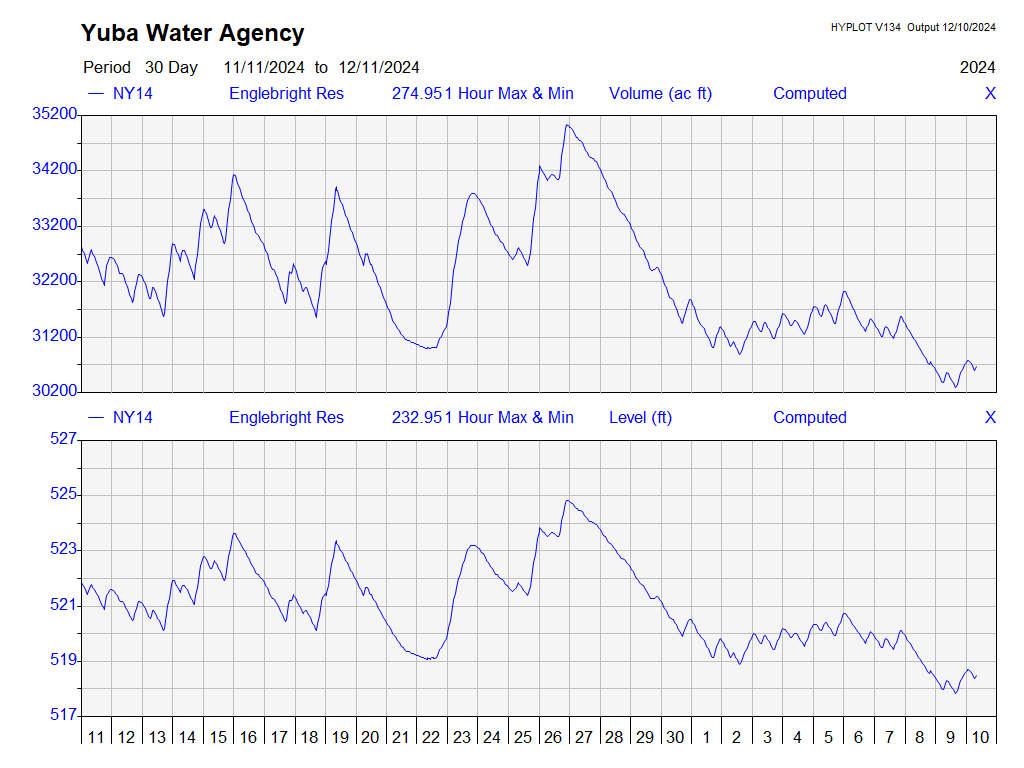 Yuba Water Agency
HYPLOT V134 Output 12/10/2024
Period 30 Day 11/11/2024 to 12/11/2024 2024
— NY14 Englebright Res 274.951 Hour Max & Min Volume (ac ft) Computed X
35200
34200
33200
32200
31200
30200
— NY14 Englebright Res 232.951 Hour Max & Min Level (ft) Computed X
527
525
523
521
519
517
11 12 13 14 15 16 17 18 19 20 21 22 23 24 25 26 27 28 29 30 1 2 3 4 5 6 7 8 9 10